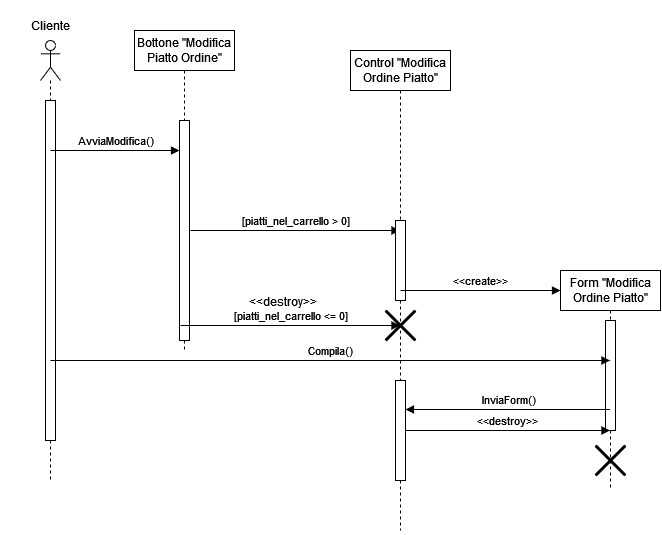 Cliente
Bottone "Modifica
Piatto Ordine"
Control "Modifica
Ordine Piatto"
AvviaModifica()
[piatti_nel_carrello > 0]
<<create>>
Form "Modifica
Ordine Piatto"
<<destroy>>
[piatti_nel_carrello <= 0]
Compila()
InviaForm()
<<destroy>>